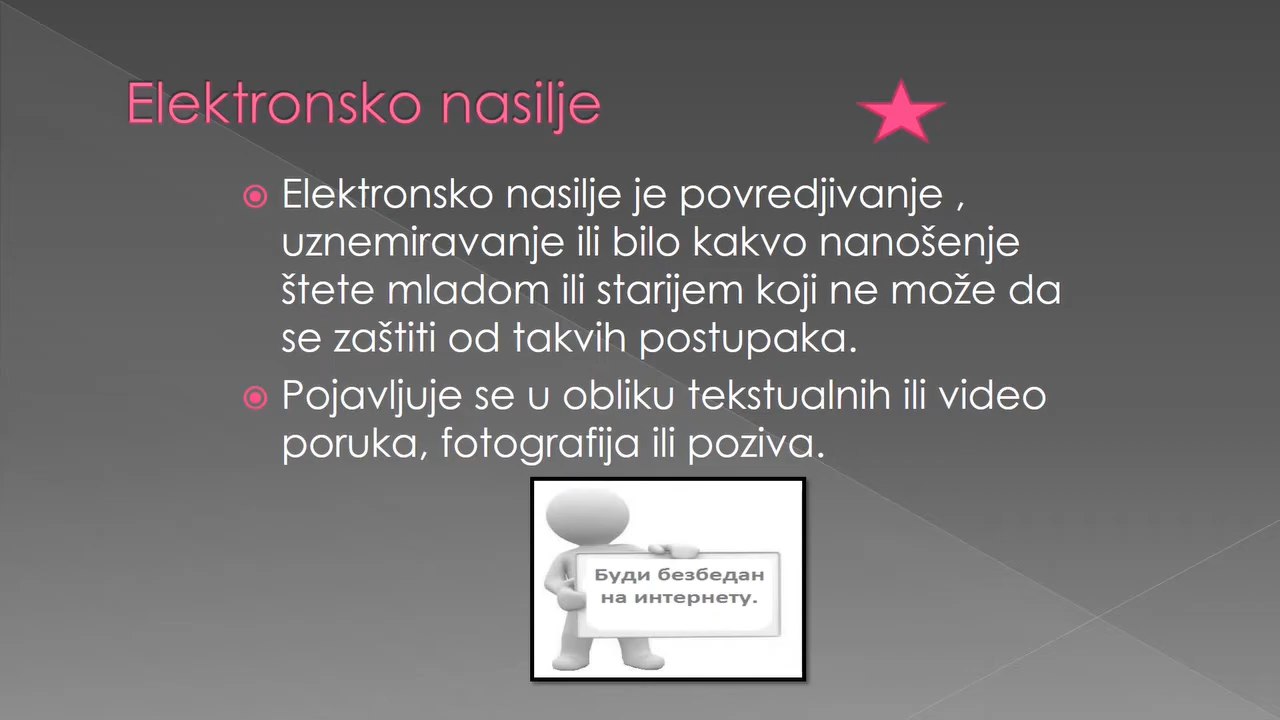 Elektronsko nasilje
Elektronsko nasilje je povredjivanje ,
uznemiravanje ili bilo kakvo nanošenje
štete mladom ili starijem koji ne može da
se zaštiti od takvih postupaka.
Pojavljuje se u obliku tekstualnih ili video
poruka, fotografija ili poziva.
Буди безбедан
на интернету.